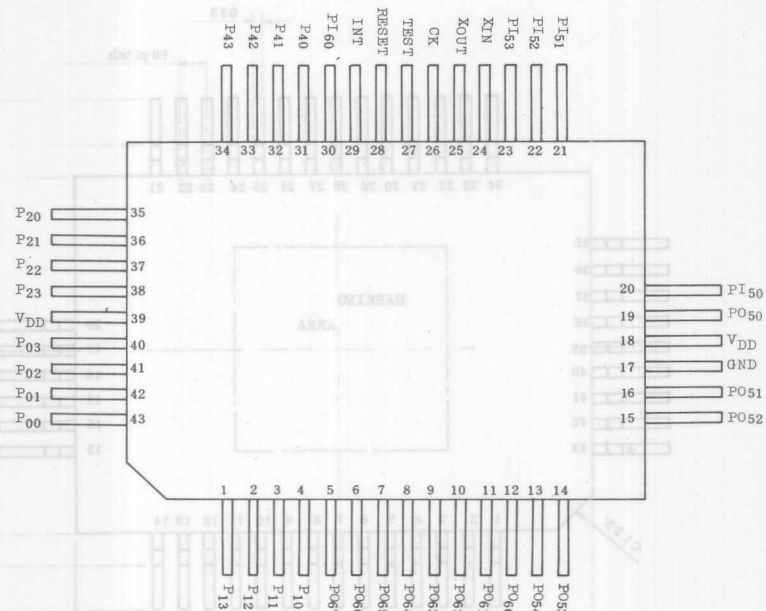 P43 P42 P41 P40 PI60 INT RESET TEST CK XOUT XIN PI53 PI52 PI51
34 33 32 31 30 29 28 27 26 25 24 23 22 21
P20 35
P21 36
P22 37
P23 38
VDD 39
P03 40
P02 41
P01 42
P00 43
20 PI50
19 PO50
18 VDD
17 GND
16 PO51
15 PO52
1 2 3 4 5 6 7 8 9 10 11 12 13 14
P13 P12 P11 P10
MARKING
AREA
10 pitch
C1.25